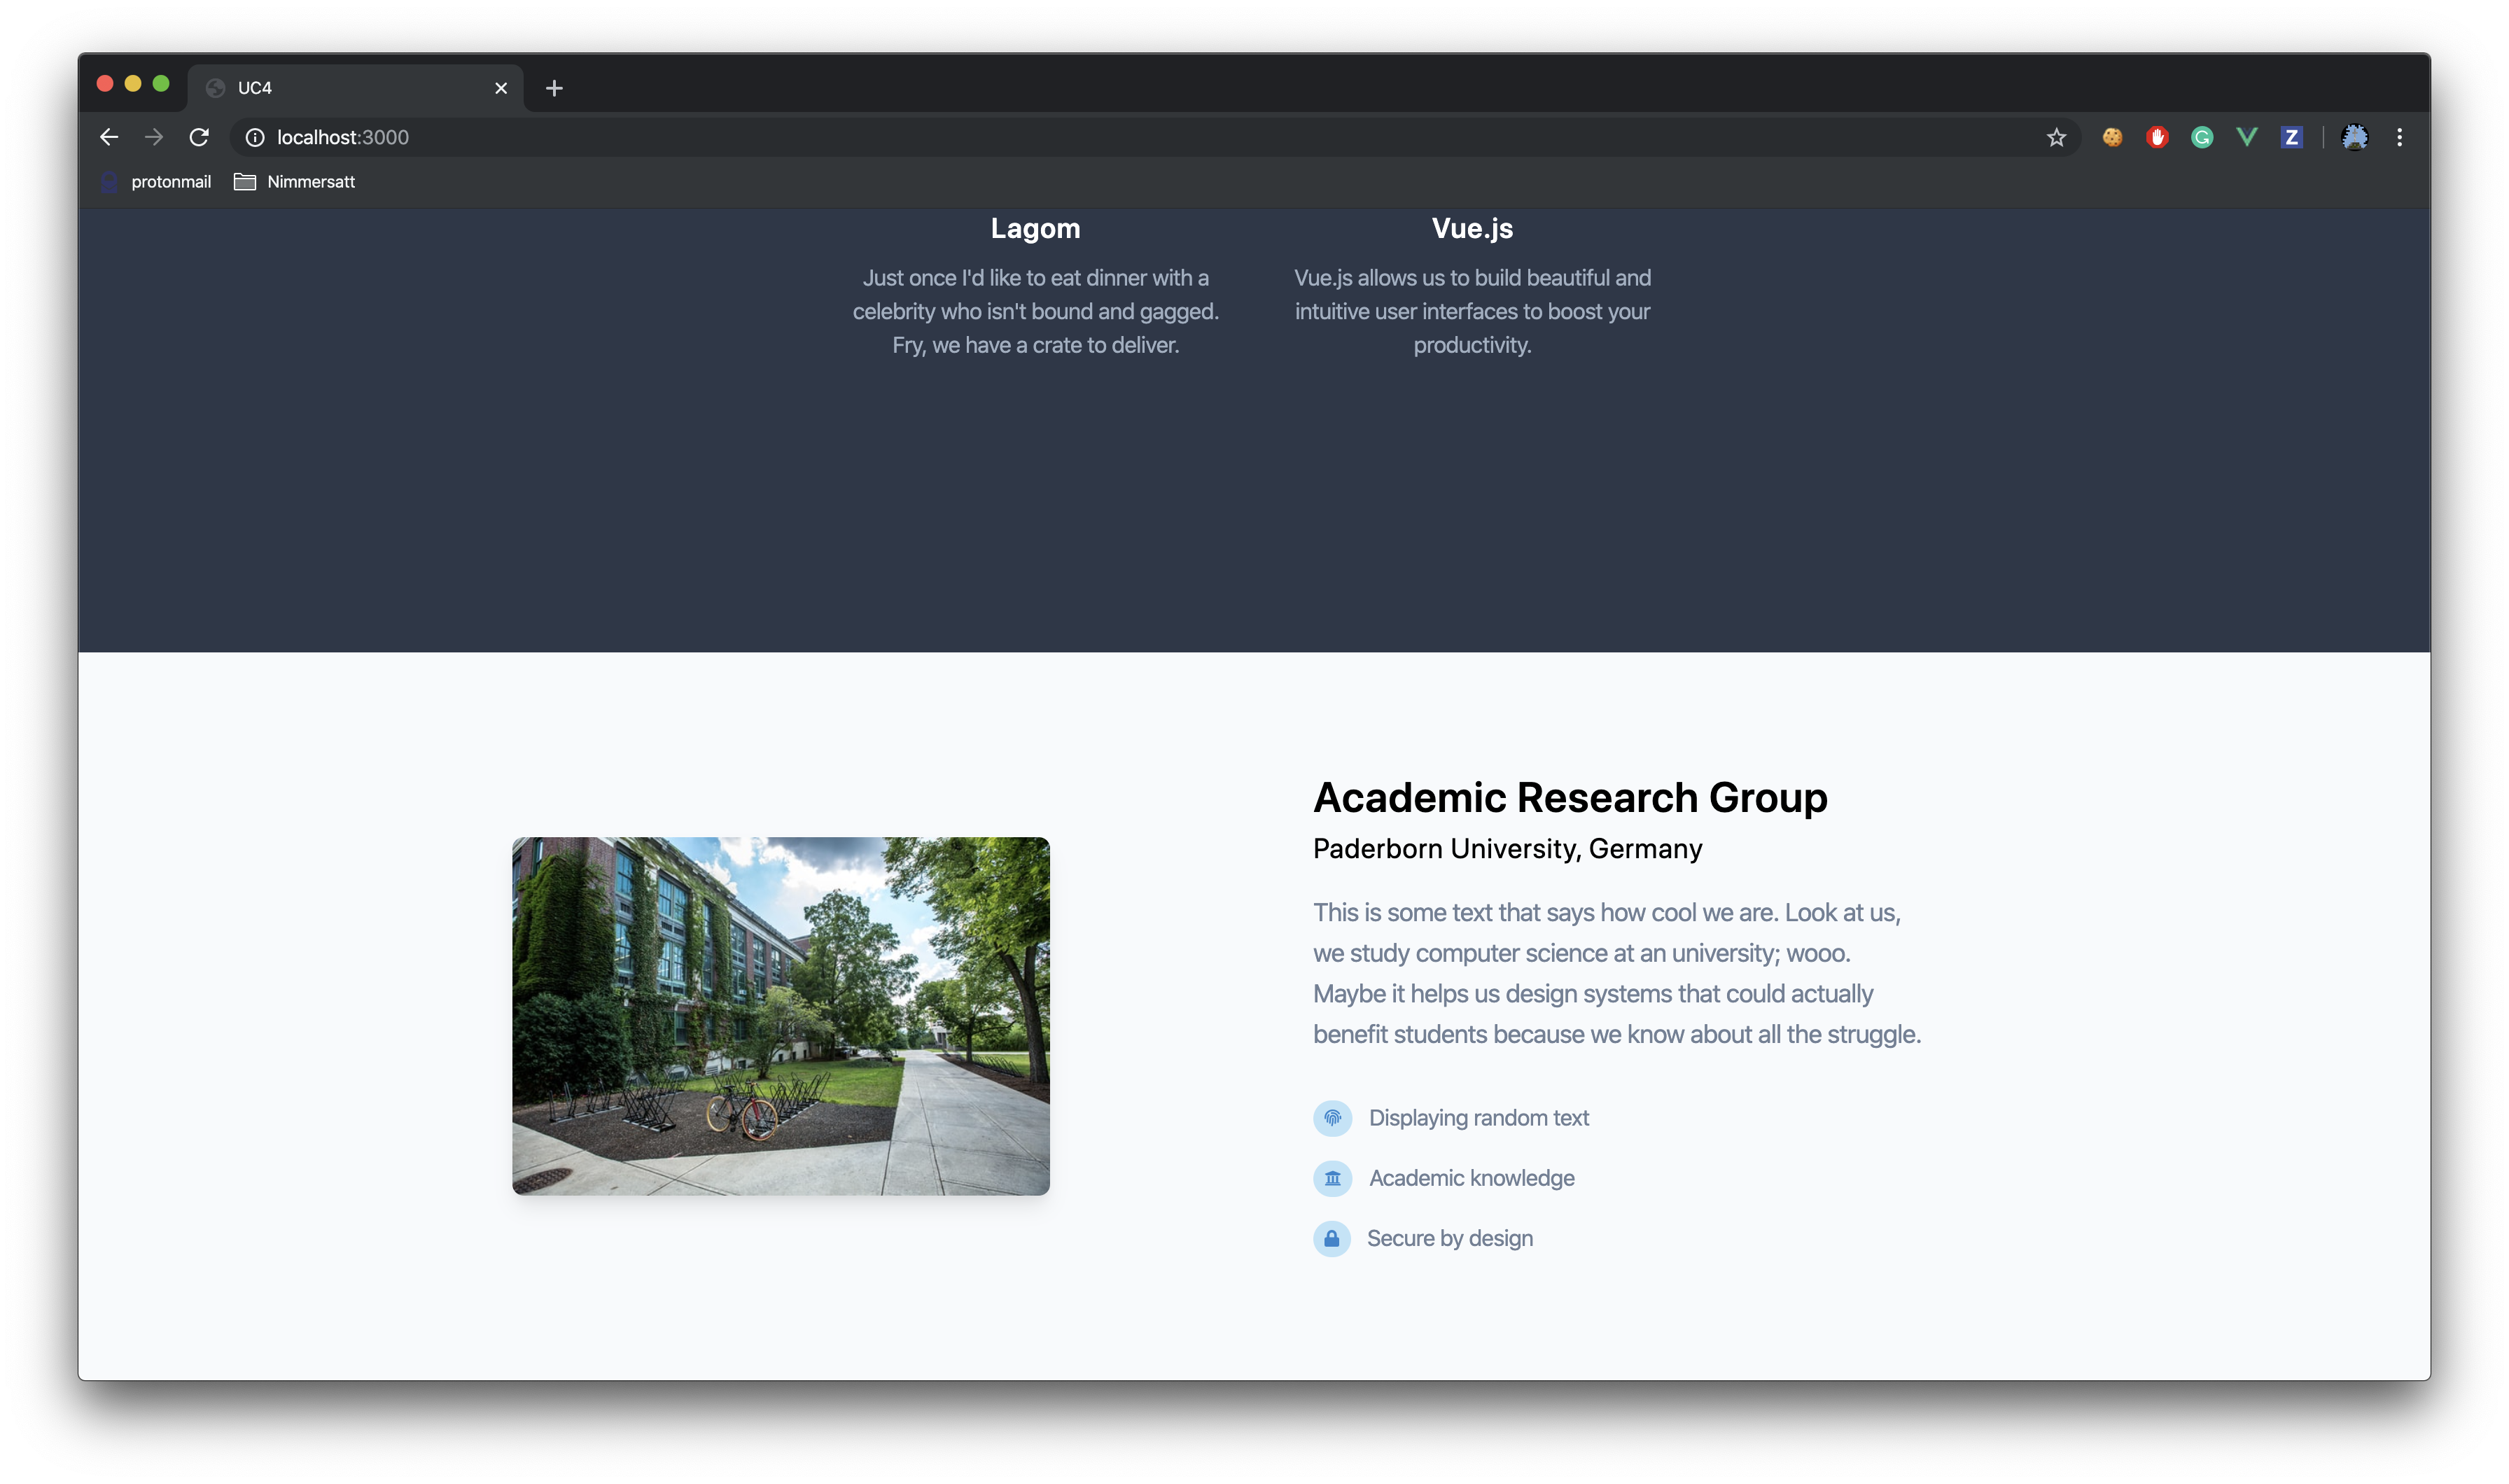 UC4
localhost:3000
protonmail
Nimmersatt
Lagom
Just once I'd like to eat dinner with a
celebrity who isn't bound and gagged.
Fry, we have a crate to deliver.
Vue.js
Vue.js allows us to build beautiful and
intuitive user interfaces to boost your
productivity.
Academic Research Group
Paderborn University, Germany
This is some text that says how cool we are. Look at us,
we study computer science at an university; wooo.
Maybe it helps us design systems that could actually
benefit students because we know about all the struggle.
Displaying random text
Academic knowledge
Secure by design